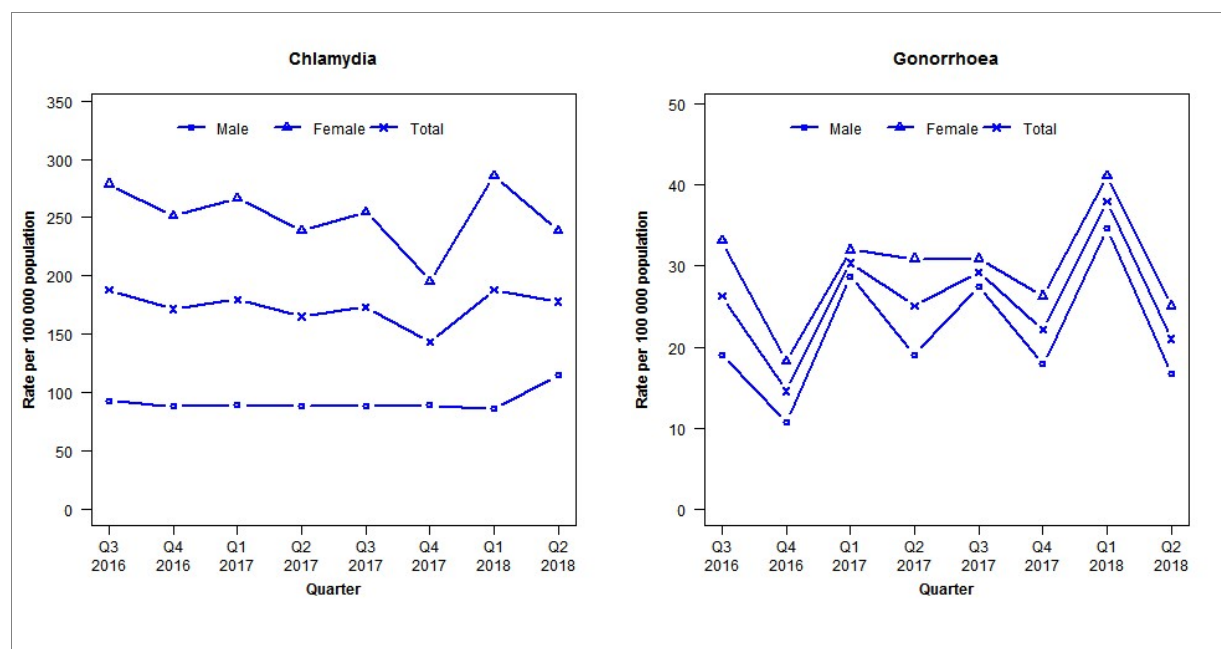 Chlamydia
350
300
250
200
150
100
50
0
Rate per 100 000 population
Male Female Total
Q3 Q4 Q1 Q2 Q3 Q4 Q1 Q2
2016 2016 2017 2017 2017 2017 2018 2018
Quarter
Gonorrhoea
50
40
30
20
10
0
Rate per 100 000 population
Male Female Total
Q3 Q4 Q1 Q2 Q3 Q4 Q1 Q2
2016 2016 2017 2017 2017 2017 2018 2018
Quarter